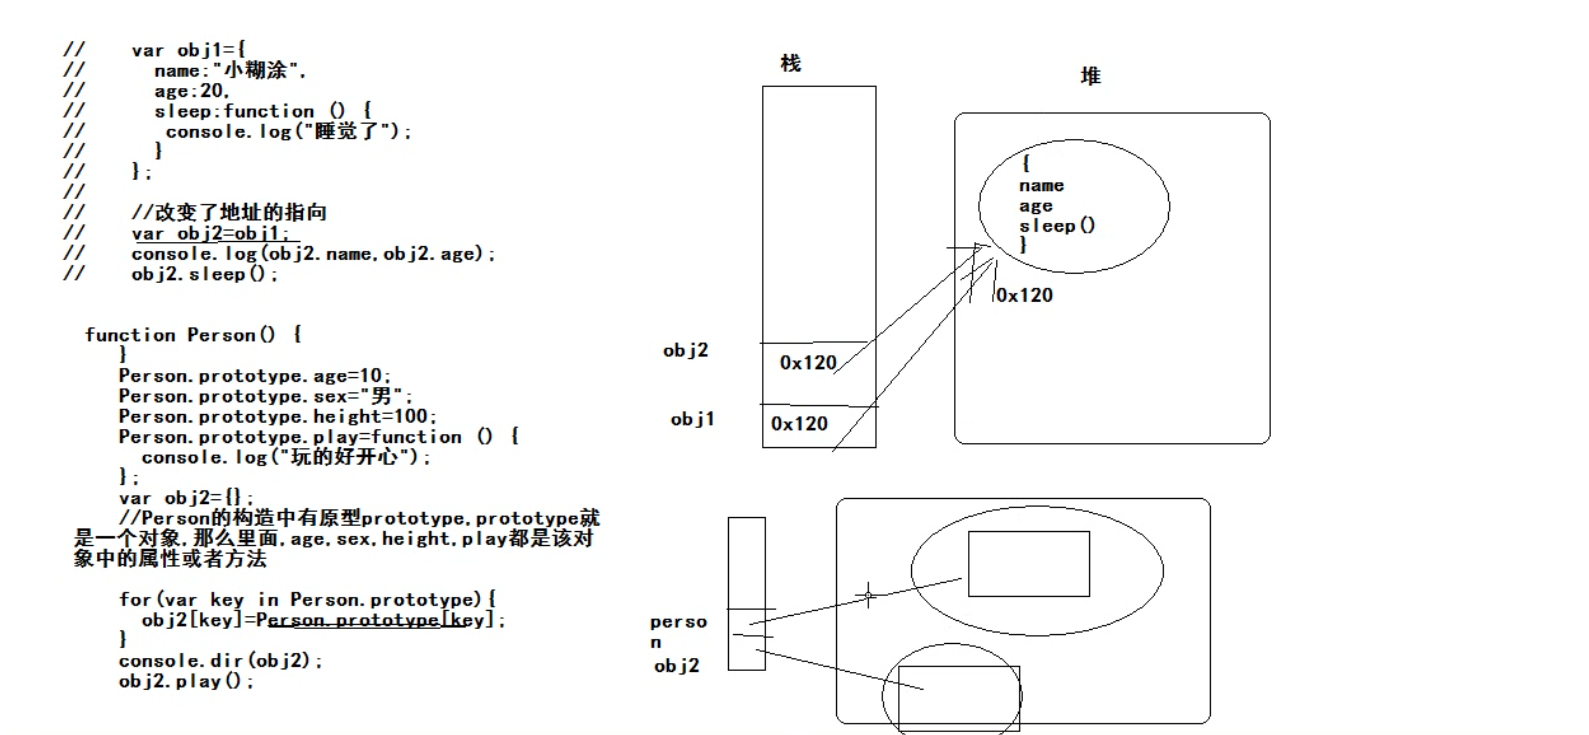 //    var obj1={
//      name:"小糊涂",
//      age:20,
//      sleep:function () {
//       console.log("睡觉了");
//      }
//    };
//
//    //改变了地址的指向
//    var obj2=obj1;
//    console.log(obj2.name,obj2.age);
//    obj2.sleep();
function Person() {
}
Person.prototype.age=10;
Person.prototype.sex="男";
Person.prototype.height=100;
Person.prototype.play=function () {
console.log("玩的好开心");
};
var obj2={};
//Person的构造中有原型prototype,prototype就
是一个对象,那么里面,age,sex,height,play都是该对
象中的属性或者方法
for(var key in Person.prototype){
obj2[key]=Person.prototype[key];
}
console.dir(obj2);
obj2.play();
栈
堆
{
name
age
sleep()
}
0x120
obj2
0x120
obj1
0x120
perso
n
obj2